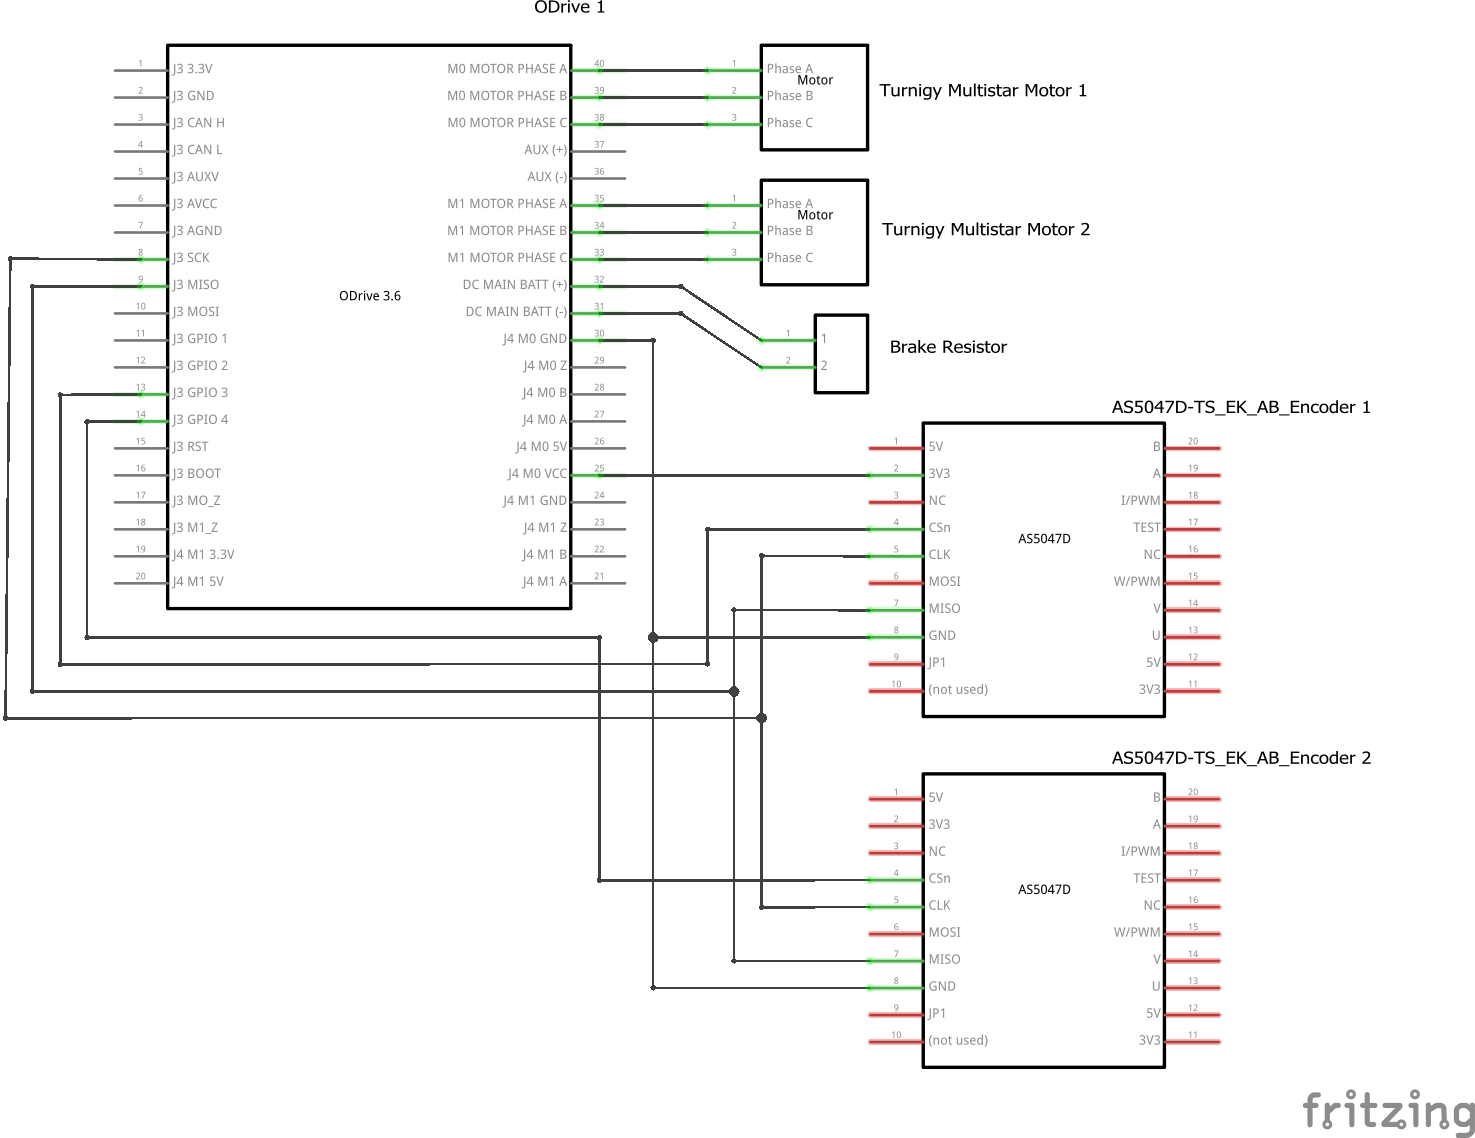 ODrive 1
1 J3 3.3V
2 J3 GND
3 J3 CAN H
4 J3 CAN L
5 J3 AUXV
6 J3 AVCC
7 J3 AGND
8 J3 SCK
9 J3 MISO
10 J3 MOSI
11 J3 GPIO 1
12 J3 GPIO 2
13 J3 GPIO 3
14 J3 GPIO 4
15 J3 RST
16 J3 BOOT
17 J3 MO_Z
18 J3 M1_Z
19 J4 M1 3.3V
20 J4 M1 5V
ODrive 3.6
M0 MOTOR PHASE A 40
M0 MOTOR PHASE B 39
M0 MOTOR PHASE C 38
AUX (+) 37
AUX (-) 36
M1 MOTOR PHASE A 35
M1 MOTOR PHASE B 34
M1 MOTOR PHASE C 33
DC MAIN BATT (+) 32
DC MAIN BATT (-) 31
J4 M0 GND 30
J4 M0 Z 29
J4 M0 B 28
J4 M0 A 27
J4 M0 5V 26
J4 M0 VCC 25
J4 M1 GND 24
J4 M1 Z 23
J4 M1 B 22
J4 M1 A 21
1 Phase A
Motor
2 Phase B
3 Phase C
Turnigy Multistar Motor 1
1 Phase A
Motor
2 Phase B
3 Phase C
Turnigy Multistar Motor 2
1 1
2 2
Brake Resistor
AS5047D-TS_EK_AB_Encoder 1
1 5V
2 3V3
3 NC
4 CSn
5 CLK
6 MOSI
7 MISO
8 GND
9 JP1
10 (not used)
AS5047D
B 20
A 19
I/PWM 18
TEST 17
NC 16
W/PWM 15
V 14
U 13
5V 12
3V3 11
AS5047D-TS_EK_AB_Encoder 2
1 5V
2 3V3
3 NC
4 CSn
5 CLK
6 MOSI
7 MISO
8 GND
9 JP1
10 (not used)
AS5047D
B 20
A 19
I/PWM 18
TEST 17
NC 16
W/PWM 15
V 14
U 13
5V 12
3V3 11
fritzing